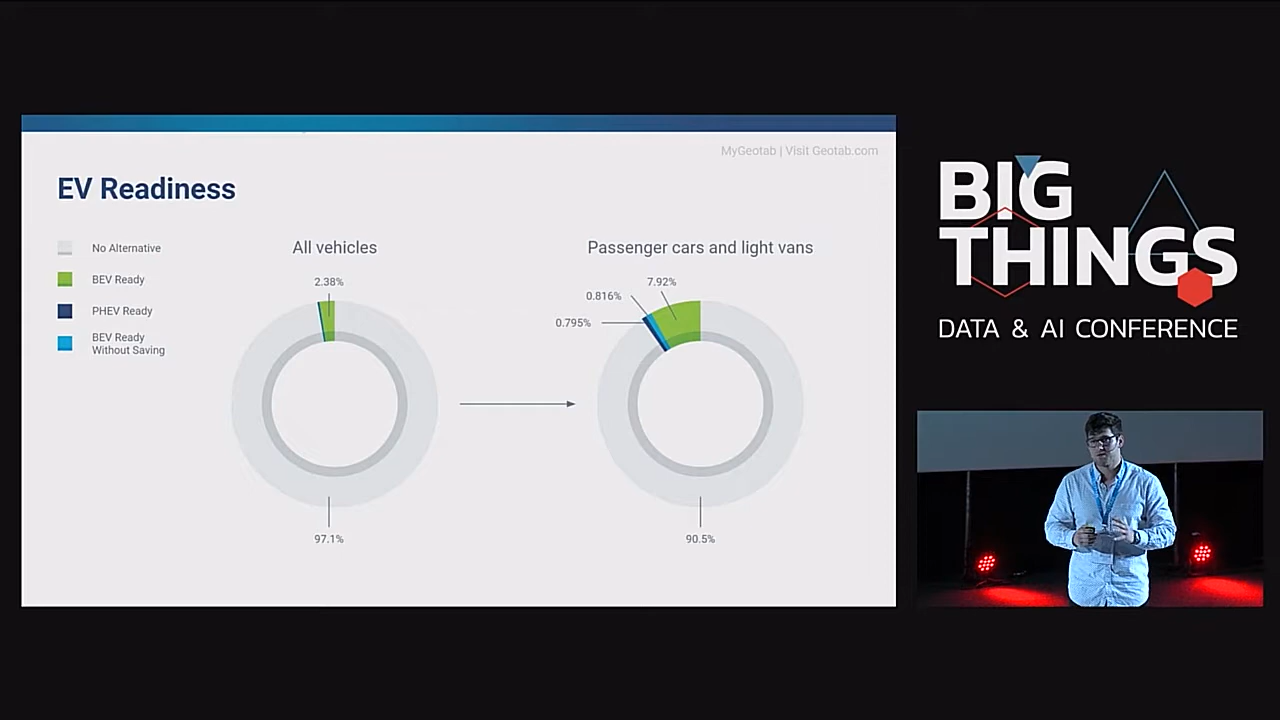 MyGeotab | Visit Geotab.com
EV Readiness
No Alternative
BEV Ready
PHEV Ready
BEV Ready
Without Saving
All vehicles
2.38%
97.1%
Passenger cars and light vans
7.92%
0.816%
0.795%
90.5%
BIG
THINGS
DATA & AI CONFERENCE